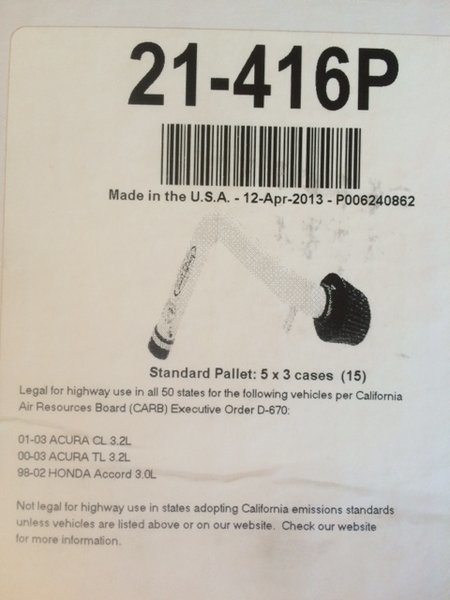 21-416P
Made in the U.S.A. - 12-Apr-2013 - P006240862
Standard Pallet: 5 x 3 cases (15)
Legal for highway use in all 50 states for the following vehicles per California
Air Resources Board (CARB) Executive Order D-670:
01-03 ACURA CL 3.2L
00-03 ACURA TL 3.2L
98-02 HONDA Accord 3.0L
Not legal for highway use in states adopting California emissions standards
unless vehicles are listed above or on our website. Check our website
for more information.